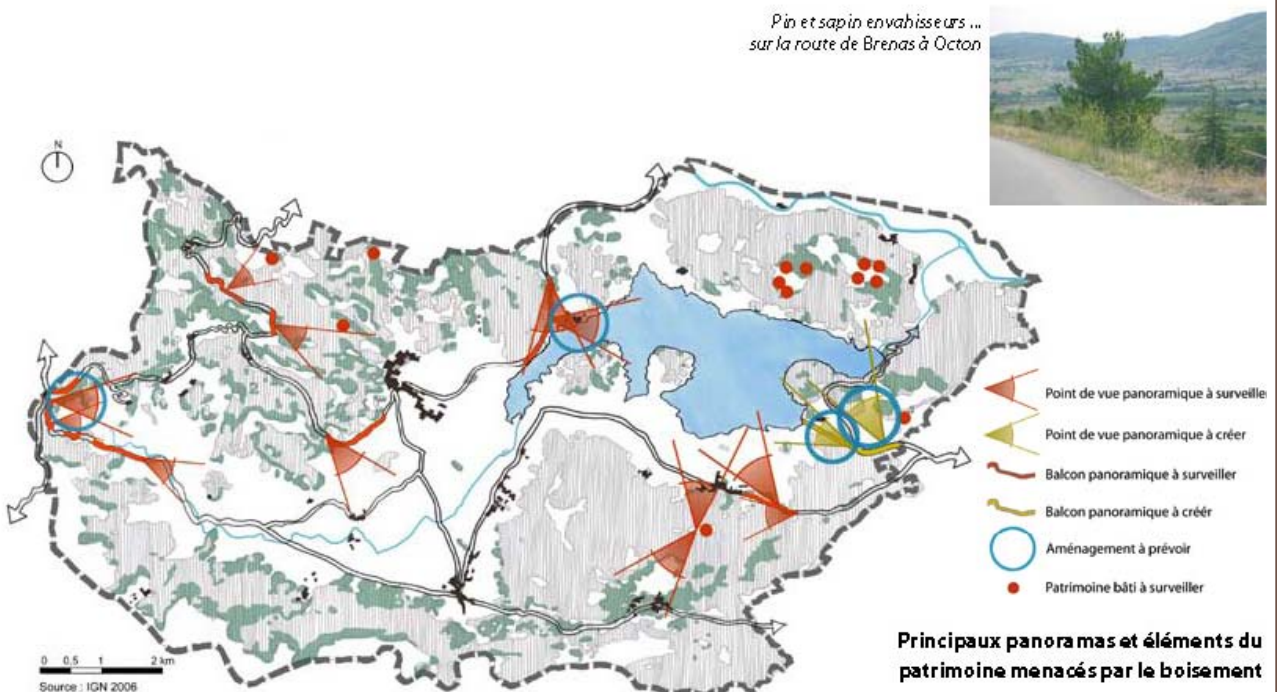 Pin et sapin envahisseurs ...
sur la route de Brenas à Octon
N
Point de vue panoramique à surveiller
Point de vue panoramique à créer
Balcon panoramique à surveiller
Balcon panoramique à créér
Aménagement à prévoir
Patrimoine bâti à surveiller
0 0,5 1 2 km
Source : IGN 2006
Principaux panoramas et éléments du
patrimoine menacés par le boisement